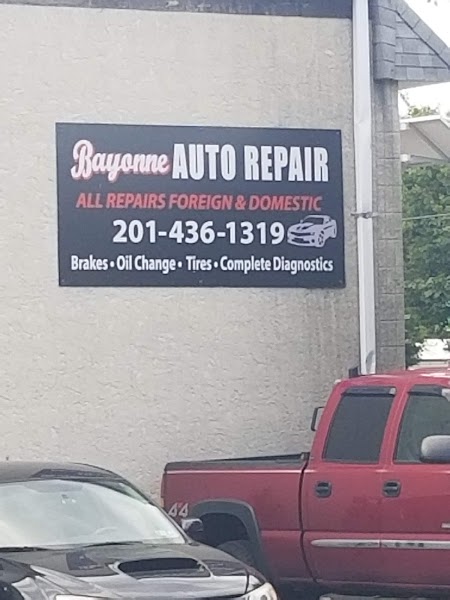 Bayonne AUTO REPAIR
ALL REPAIRS FOREIGN & DOMESTIC
201-436-1319
Brakes • Oil Change • Tires • Complete Diagnostics
4x4